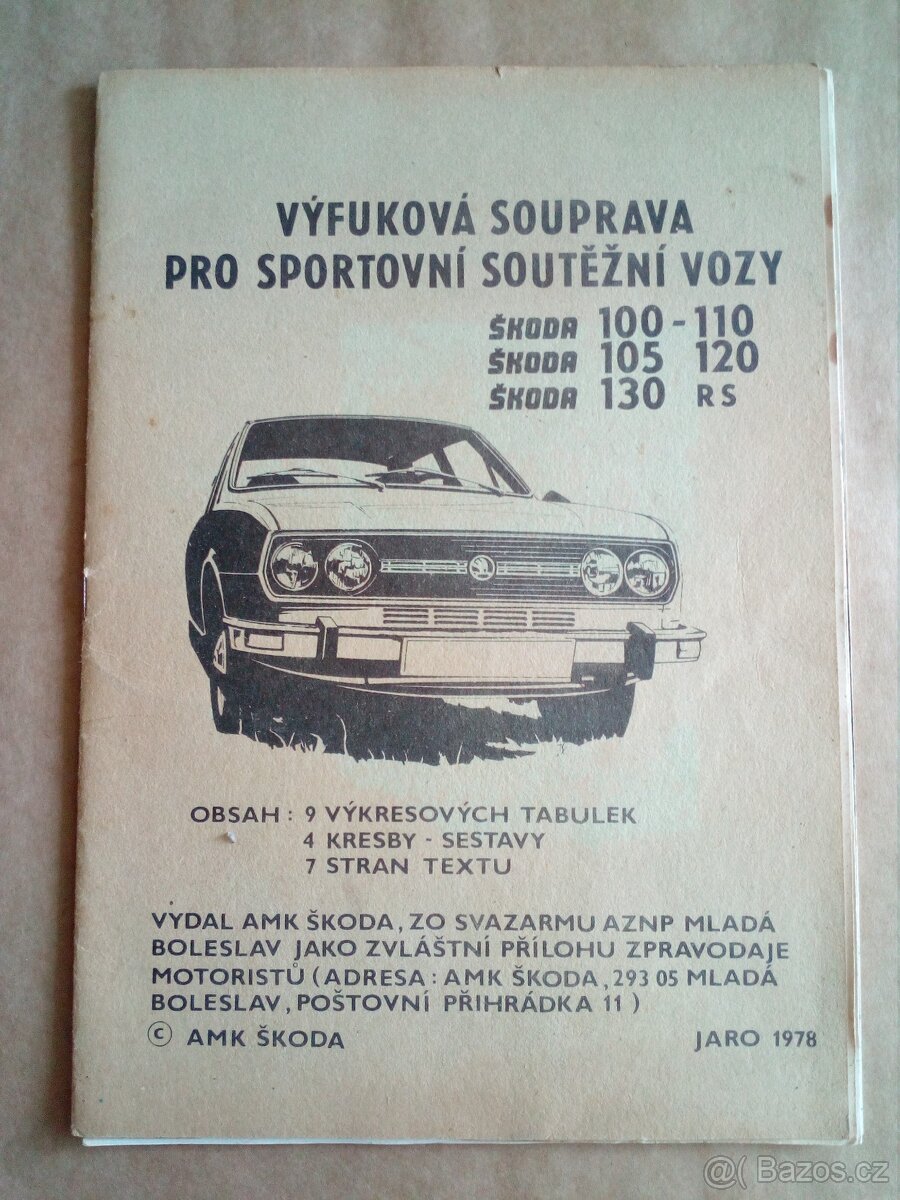 VÝFUKOVÁ SOUPRAVA
PRO SPORTOVNÍ SOUTĚŽNÍ VOZY
ŠKODA 100 - 110
ŠKODA 105 120
ŠKODA 130 RS
OBSAH : 9 VÝKRESOVÝCH TABULEK
4 KRESBY - SESTAVY
7 STRAN TEXTU
VYDAL AMK ŠKODA, ZO SVAZARMU AZNP MLADÁ
BOLESLAV JAKO ZVLÁŠTNÍ PŘÍLOHU ZPRAVODAJE
MOTORISTŮ ( ADRESA : AMK ŠKODA , 293 05 MLADÁ
BOLESLAV , POŠTOVNÍ PŘIHRÁDKA 11 )
© AMK ŠKODA JARO 1978
@( Bazos.cz